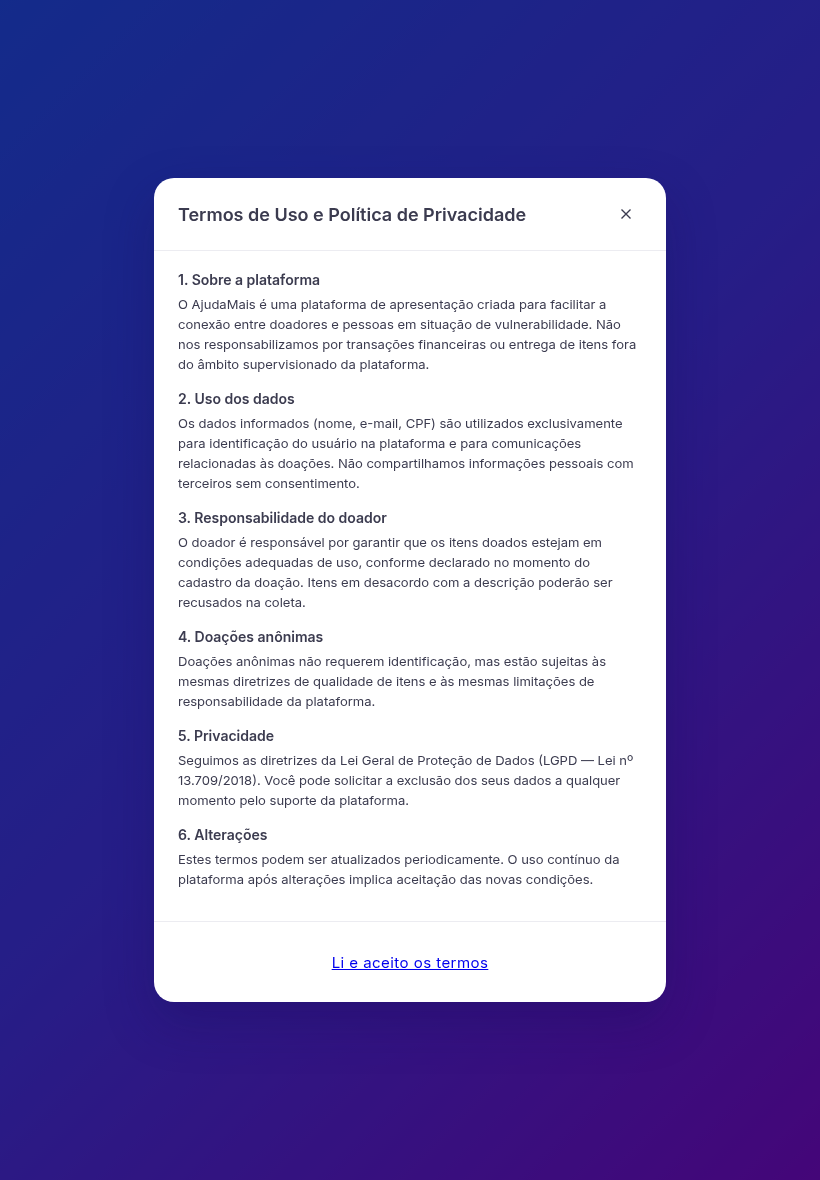 Termos de Uso e Política de Privacidade ×
1. Sobre a plataforma
O AjudaMais é uma plataforma de apresentação criada para facilitar a
conexão entre doadores e pessoas em situação de vulnerabilidade. Não
nos responsabilizamos por transações financeiras ou entrega de itens fora
do âmbito supervisionado da plataforma.
2. Uso dos dados
Os dados informados (nome, e-mail, CPF) são utilizados exclusivamente
para identificação do usuário na plataforma e para comunicações
relacionadas às doações. Não compartilhamos informações pessoais com
terceiros sem consentimento.
3. Responsabilidade do doador
O doador é responsável por garantir que os itens doados estejam em
condições adequadas de uso, conforme declarado no momento do
cadastro da doação. Itens em desacordo com a descrição poderão ser
recusados na coleta.
4. Doações anônimas
Doações anônimas não requerem identificação, mas estão sujeitas às
mesmas diretrizes de qualidade de itens e às mesmas limitações de
responsabilidade da plataforma.
5. Privacidade
Seguimos as diretrizes da Lei Geral de Proteção de Dados (LGPD — Lei nº
13.709/2018). Você pode solicitar a exclusão dos seus dados a qualquer
momento pelo suporte da plataforma.
6. Alterações
Estes termos podem ser atualizados periodicamente. O uso contínuo da
plataforma após alterações implica aceitação das novas condições.
Li e aceito os termos